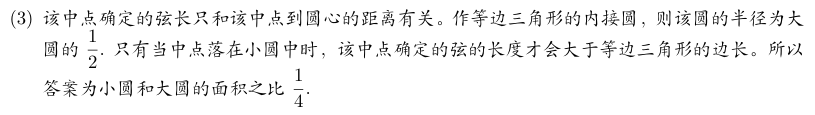 (3) 该中点确定的弦长只和该中点到圆心的距离有关。作等边三角形的内接圆，则该圆的半径为大
圆的 1/2. 只有当中点落在小圆中时，该中点确定的弦的长度才会大于等边三角形的边长。所以
答案为小圆和大圆的面积之比 1/4.